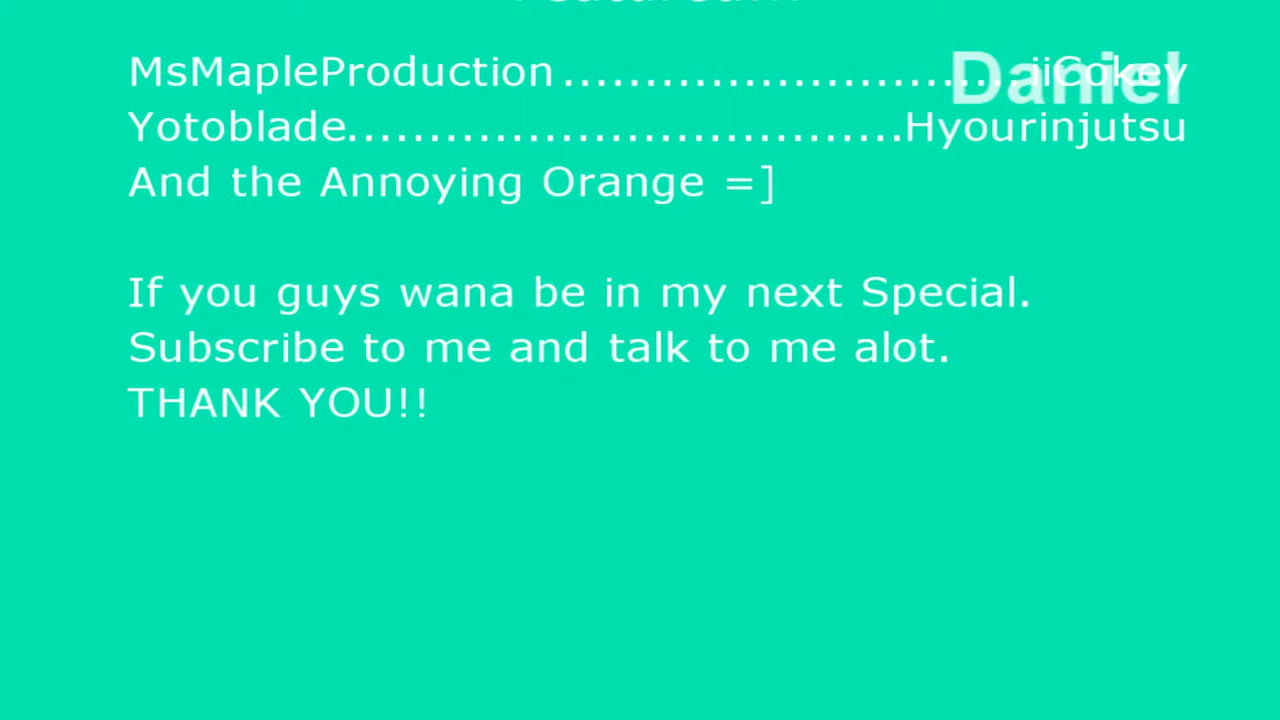 MsMapleProduction........................... iiCokey
Daniel
Yotoblade.................................Hyourinjutsu
And the Annoying Orange =]
If you guys wana be in my next Special.
Subscribe to me and talk to me alot.
THANK YOU!!